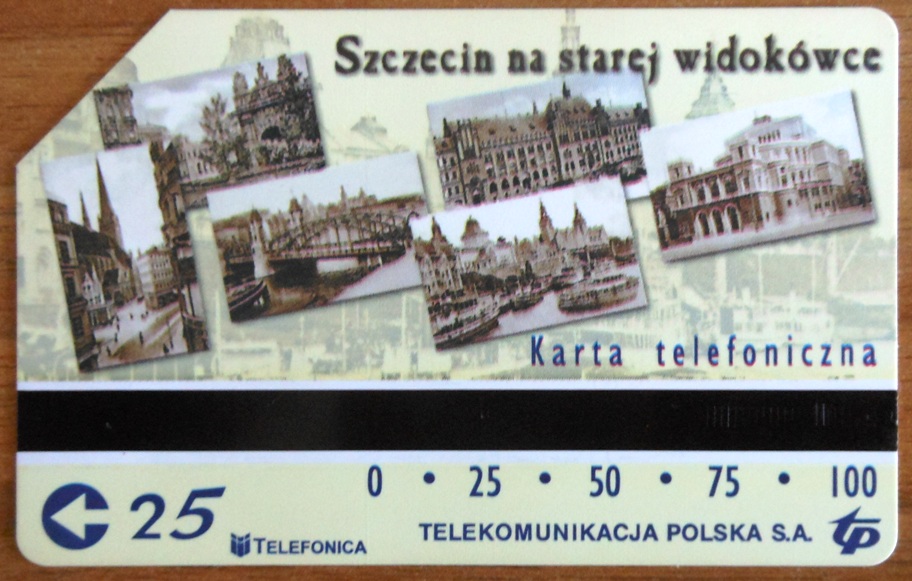 Szczecin na starej widokówce
Karta telefoniczna
0 • 25 • 50 • 75 • 100
25
TELEFONICA
TELEKOMUNIKACJA POLSKA S.A.
tp